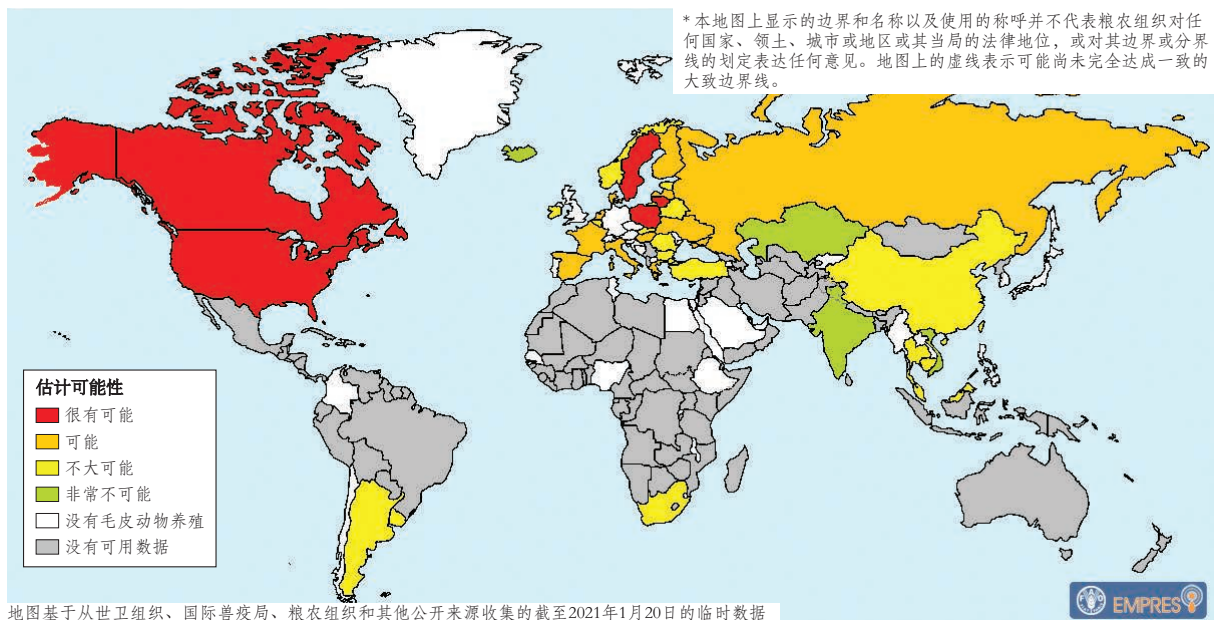 *本地图上显示的边界和名称以及使用的称呼并不代表粮农组织对任
何国家、领土、城市或地区或其当局的法律地位，或对其边界或分界
线的划定表达任何意见。地图上的虚线表示可能尚未完全达成一致的
大致边界线。
估计可能性
很有可能
可能
不大可能
非常不可能
没有毛皮动物养殖
没有可用数据
EMPRES
地图基于从世卫组织、国际兽疫局、粮农组织和其他公开来源收集的截至2021年1月20日的临时数据